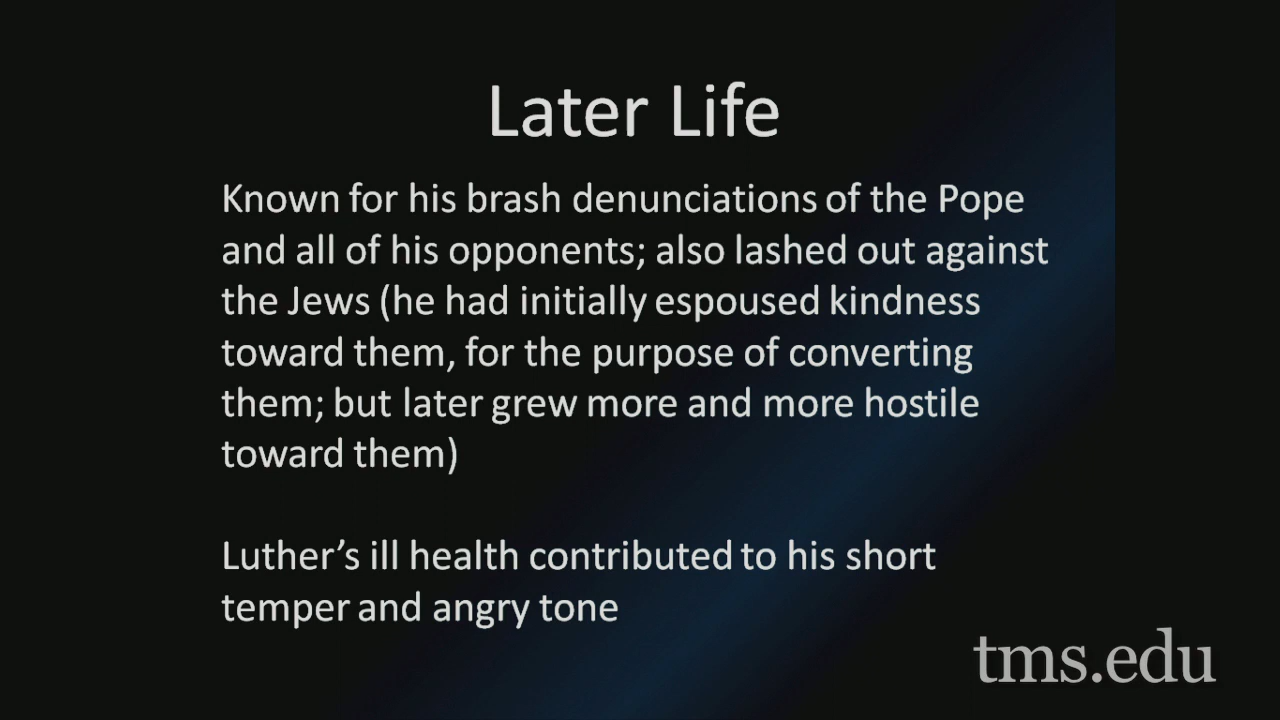 Later Life
Known for his brash denunciations of the Pope
and all of his opponents; also lashed out against
the Jews (he had initially espoused kindness
toward them, for the purpose of converting
them; but later grew more and more hostile
toward them)
Luther’s ill health contributed to his short
temper and angry tone
tms.edu